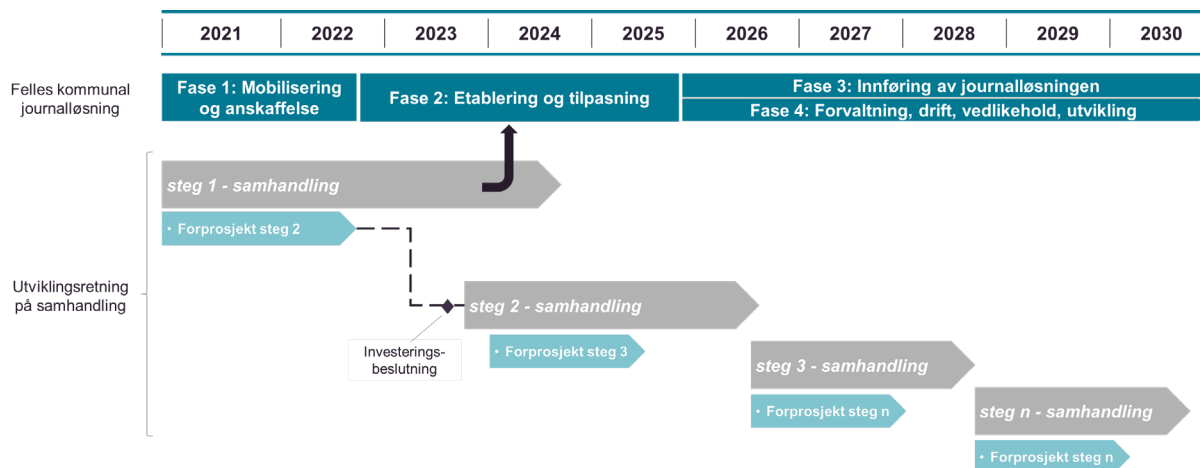 2021 2022 2023 2024 2025 2026 2027 2028 2029 2030
Felles kommunal
journalløsning
Fase 1: Mobilisering
og anskaffelse
Fase 2: Etablering og tilpasning
Fase 3: Innføring av journalløsningen
Fase 4: Forvaltning, drift, vedlikehold, utvikling
Utviklingsretning
på samhandling
steg 1 - samhandling
• Forprosjekt steg 2
Investerings-
beslutning
steg 2 - samhandling
• Forprosjekt steg 3
steg 3 - samhandling
• Forprosjekt steg n
steg n - samhandling
• Forprosjekt steg n